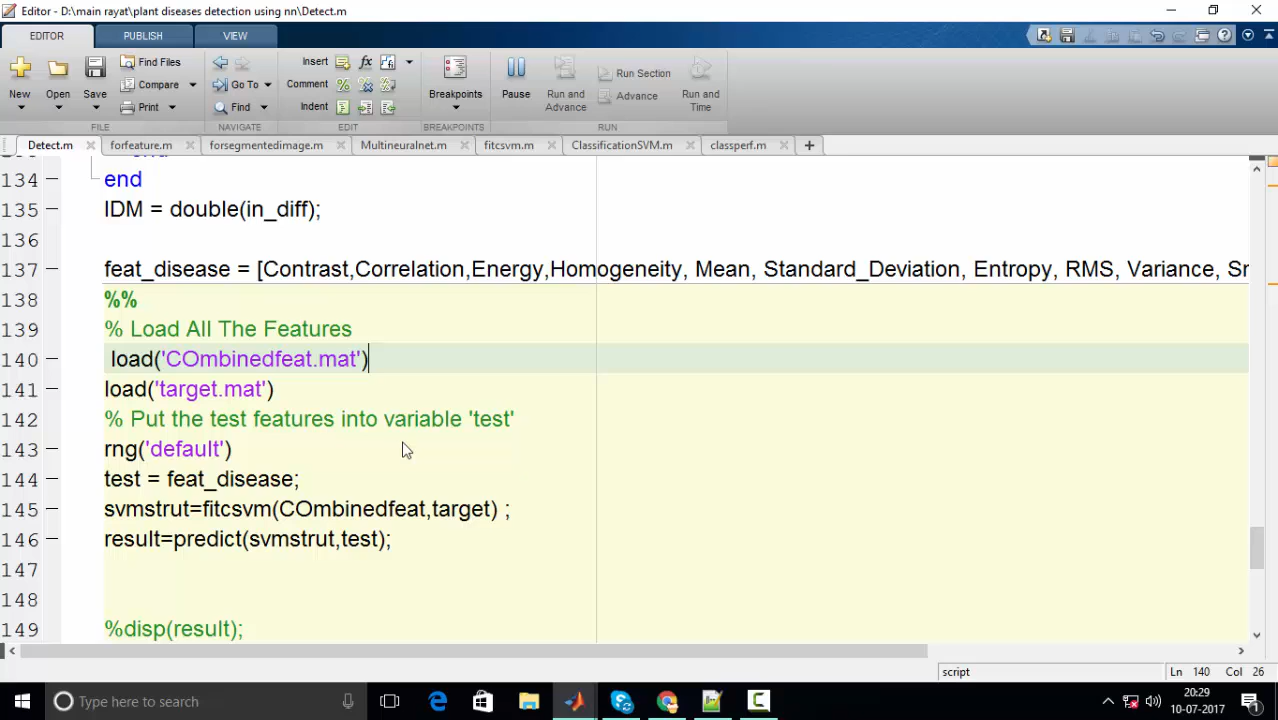 Editor - D:\main rayat\plant diseases detection using nn\Detect.m
EDITOR PUBLISH VIEW
New Open Save Find Files Compare Print
Go To Find
Insert fx
Comment
Indent
Breakpoints
Pause Run and Advance Run Section Advance Run and Time
FILE NAVIGATE EDIT BREAKPOINTS RUN
Detect.m forfeature.m forsegmentedimage.m Multineuralnet.m fitcsvm.m ClassificationSVM.m classperf.m
134 end
135 IDM = double(in_diff);
136
137 feat_disease = [Contrast,Correlation,Energy,Homogeneity, Mean, Standard_Deviation, Entropy, RMS, Variance, Sr
138 %%
139 % Load All The Features
140 load('COmbinedfeat.mat')
141 load('target.mat')
142 % Put the test features into variable 'test'
143 rng('default')
144 test = feat_disease;
145 svmstrut=fitcsvm(COmbinedfeat,target) ;
146 result=predict(svmstrut,test);
147
148
149 %disp(result);
script Ln 140 Col 26
Type here to search
20:29
10-07-2017